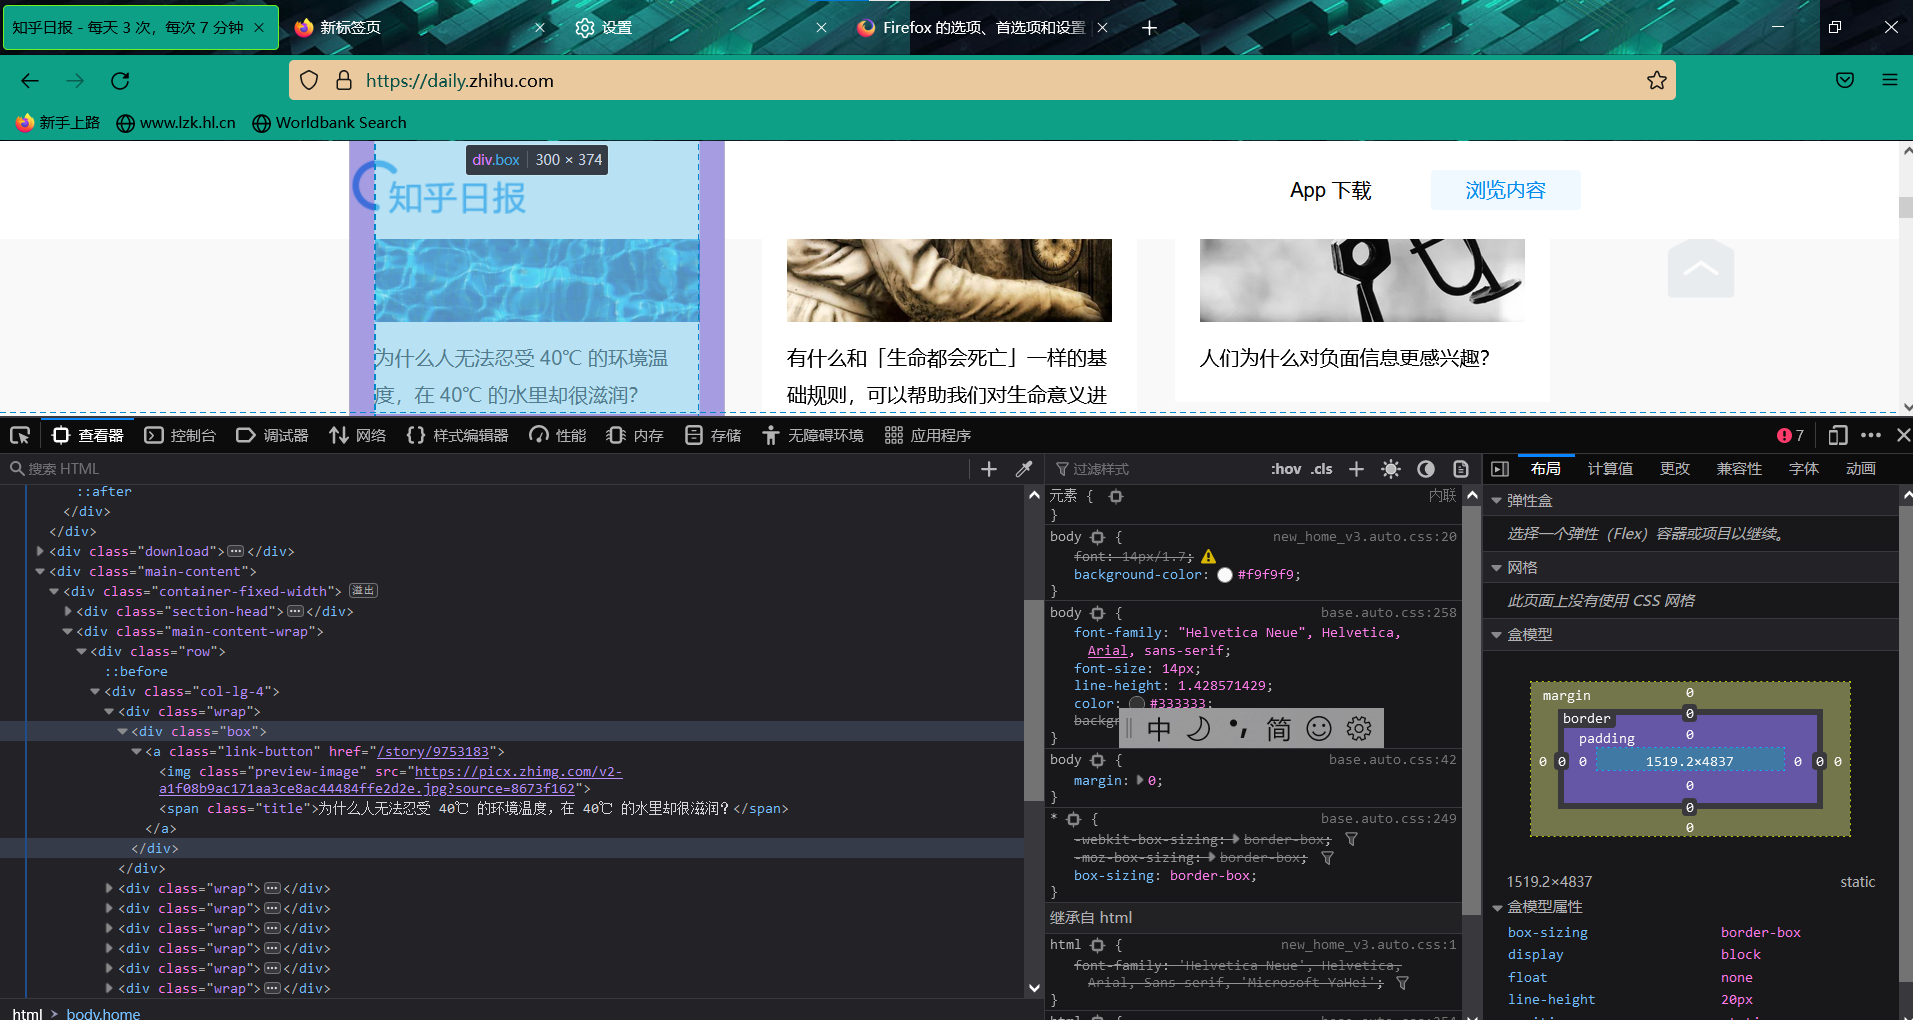 知乎日报 - 每天 3 次，每次 7 分钟
新标签页
设置
Firefox 的选项、首选项和设置
https://daily.zhihu.com
新手上路
www.lzk.hl.cn
Worldbank Search
div.box 300 × 374
知乎日报
App 下载
浏览内容
为什么人无法忍受 40℃ 的环境温
度，在 40℃ 的水里却很滋润？
有什么和「生命都会死亡」一样的基
础规则，可以帮助我们对生命意义进
人们为什么对负面信息更感兴趣？
查看器
控制台
调试器
网络
样式编辑器
性能
内存
存储
无障碍环境
应用程序
7
搜索 HTML
::after
</div>
</div>
<div class="download"></div>
<div class="main-content">
<div class="container-fixed-width"> 溢出
<div class="section-head"></div>
<div class="main-content-wrap">
<div class="row">
::before
<div class="col-lg-4">
<div class="wrap">
<div class="box">
<a class="link-button" href="/story/9753183">
<img class="preview-image" src="https://picx.zhimg.com/v2-
a1f08b9ac171aa3ce8ac44484ffe2d2e.jpg?source=8673f162">
<span class="title">为什么人无法忍受 40℃ 的环境温度，在 40℃ 的水里却很滋润？</span>
</a>
</div>
</div>
<div class="wrap"></div>
<div class="wrap"></div>
<div class="wrap"></div>
<div class="wrap"></div>
<div class="wrap"></div>
<div class="wrap"></div>
html > body.home
过滤样式
:hov .cls
元素 { 内联
}
body { new_home_v3.auto.css:20
font: 14px/1.7;
background-color: #f9f9f9;
}
body { base.auto.css:258
font-family: "Helvetica Neue", Helvetica,
Arial, sans-serif;
font-size: 14px;
line-height: 1.428571429;
color: #333333;
backgr
}
中 简
body { base.auto.css:42
margin: 0;
}
* { base.auto.css:249
-webkit-box-sizing: border-box;
-moz-box-sizing: border-box;
box-sizing: border-box;
}
继承自 html
html { new_home_v3.auto.css:1
font-family: 'Helvetica Neue', Helvetica,
Arial, Sans-serif, 'Microsoft YaHei';
}
布局
计算值
更改
兼容性
字体
动画
弹性盒
选择一个弹性（Flex）容器或项目以继续。
网格
此页面上没有使用 CSS 网格
盒模型
margin 0
border 0
padding 0
0 0 0 1519.2×4837 0 0 0
0
0
0
1519.2×4837 static
盒模型属性
box-sizing border-box
display block
float none
line-height 20px